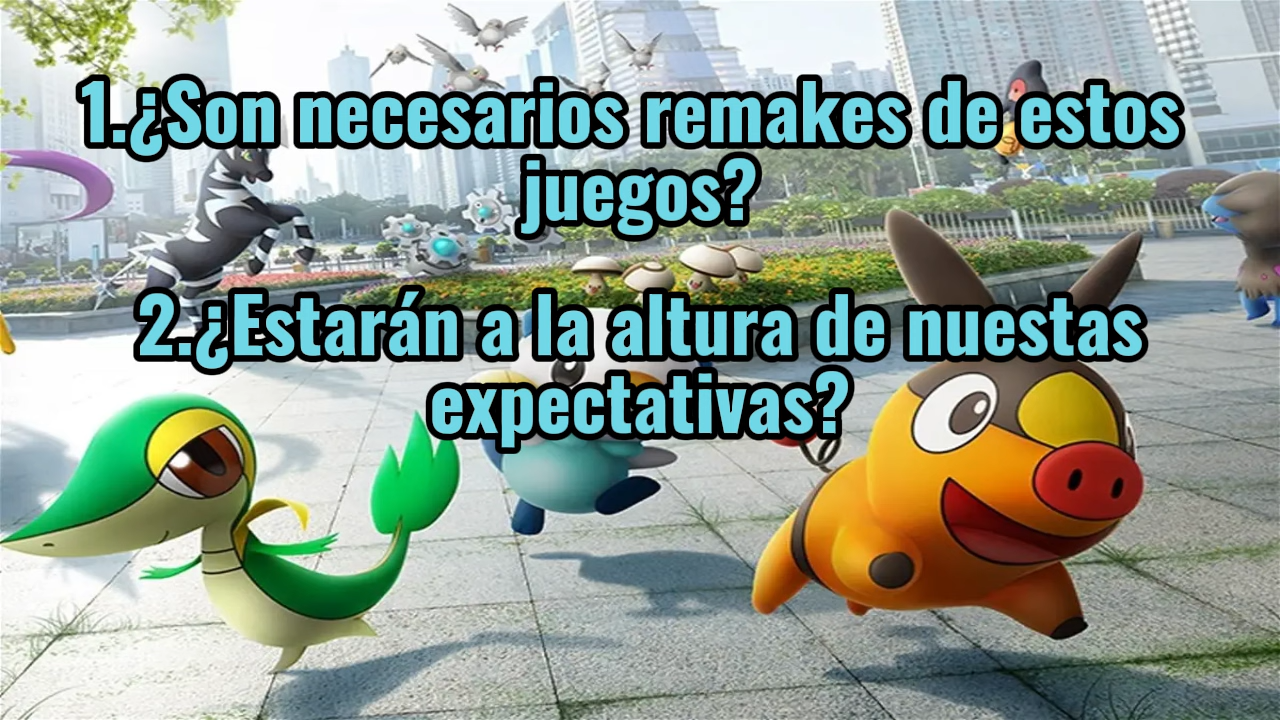 1.¿Son necesarios remakes de estos
juegos?
2.¿Estarán a la altura de nuestas
expectativas?